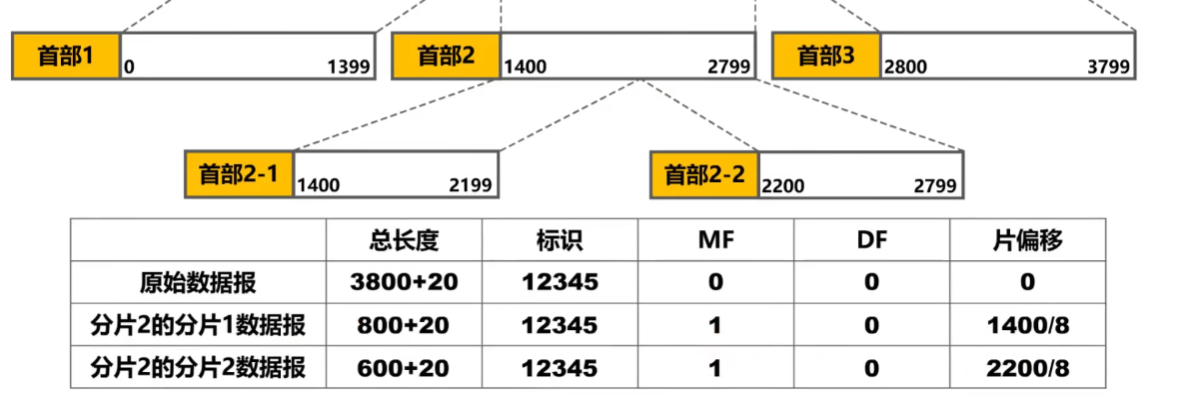 首部1 0 1399 首部2 1400 2799 首部3 2800 3799
首部2-1 1400 2199 首部2-2 2200 2799
总长度 标识 MF DF 片偏移
原始数据报 3800+20 12345 0 0 0
分片2的分片1数据报 800+20 12345 1 0 1400/8
分片2的分片2数据报 600+20 12345 1 0 2200/8